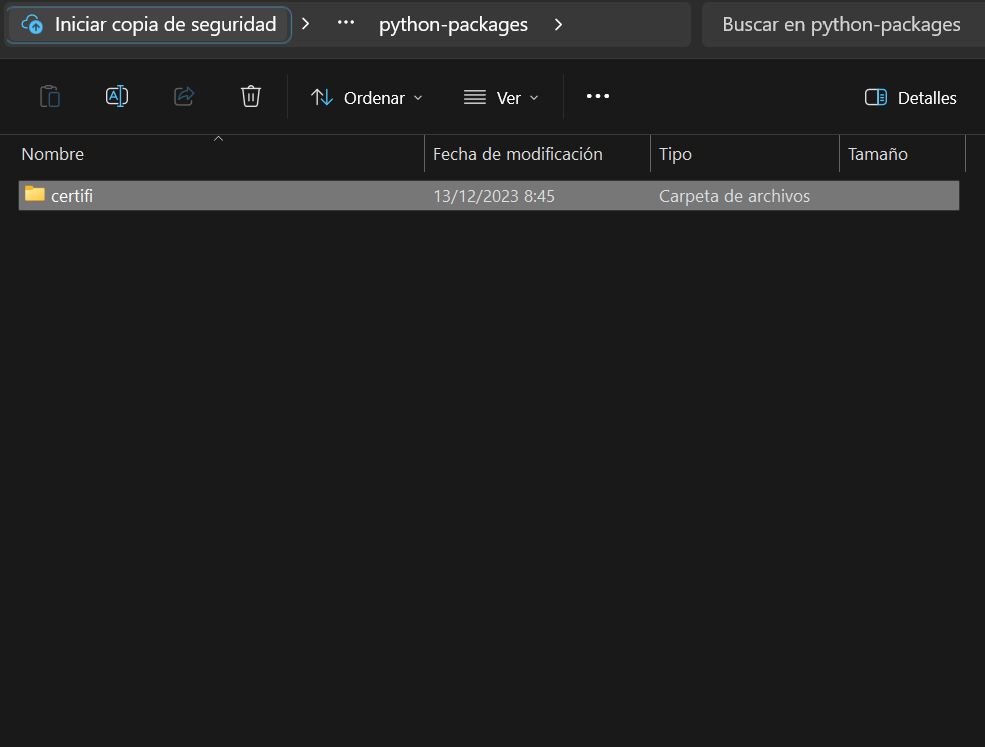 Iniciar copia de seguridad > ... python-packages > Buscar en python-packages
Ordenar Ver ... Detalles
Nombre Fecha de modificación Tipo Tamaño
certifi 13/12/2023 8:45 Carpeta de archivos